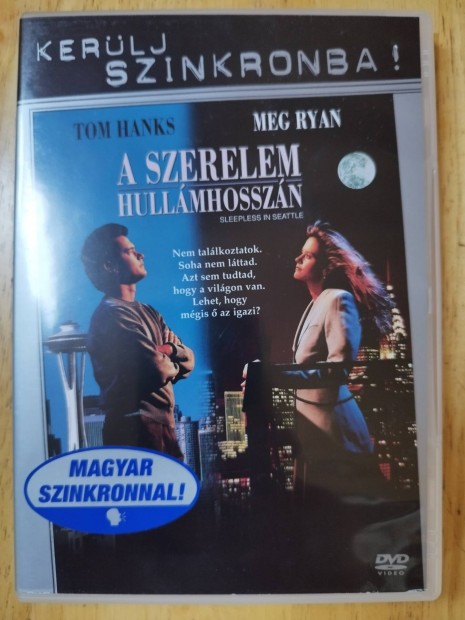 KERÜLJ
SZINKRONBA!
TOM HANKS
MEG RYAN
A SZERELEM
HULLÁMHOSSZÁN
SLEEPLESS IN SEATTLE
Nem találkoztatok.
Soha nem láttad.
Azt sem tudtad,
hogy a világon van.
Lehet, hogy
mégis ő az igazi?
MAGYAR
SZINKRONNAL!
DVD
VIDEO